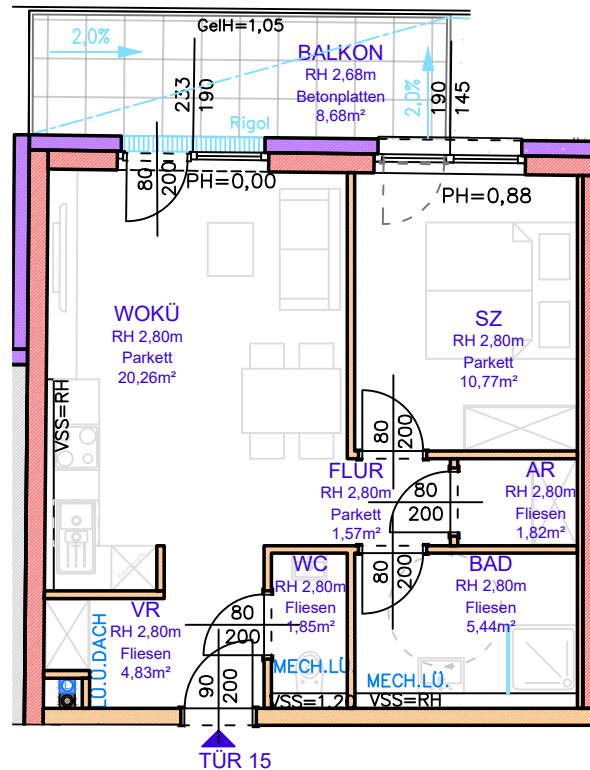 GelH=1,05
2,0%
BALKON
RH 2,68m
Betonplatten
8,68m²
233
190
2,0%
190
145
Rigol
80
200
PH=0,00
PH=0,88
WOKÜ
RH 2,80m
Parkett
20,26m²
SZ
RH 2,80m
Parkett
10,77m²
VSS=RH
80
200
FLUR
RH 2,80m
Parkett
1,57m²
80
200
AR
RH 2,80m
Fliesen
1,82m²
80
200
WC
RH 2,80m
Fliesen
1,85m²
BAD
RH 2,80m
Fliesen
5,44m²
VR
RH 2,80m
Fliesen
4,83m²
80
200
LÜ.Ü.DACH
MECH.LÜ.
MECH.LÜ.
VSS=1,20
VSS=RH
90
200
TÜR 15